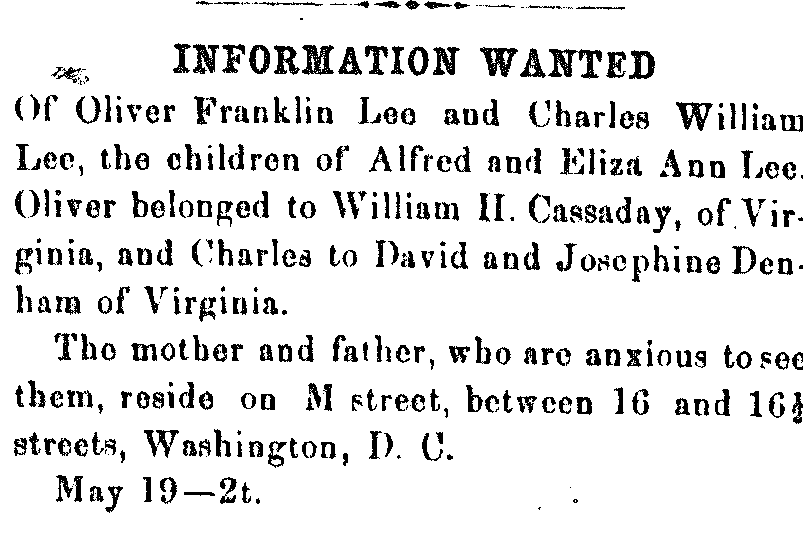 INFORMATION WANTED
Of Oliver Franklin Lee and Charles William
Lee, the children of Alfred and Eliza Ann Lee.
Oliver belonged to William H. Cassaday, of Vir-
ginia, and Charles to David and Josephine Den-
ham of Virginia.
The mother and father, who are anxious to see
them, reside on M street, between 16 and 16½
streets, Washington, D. C.
May 19—2t.